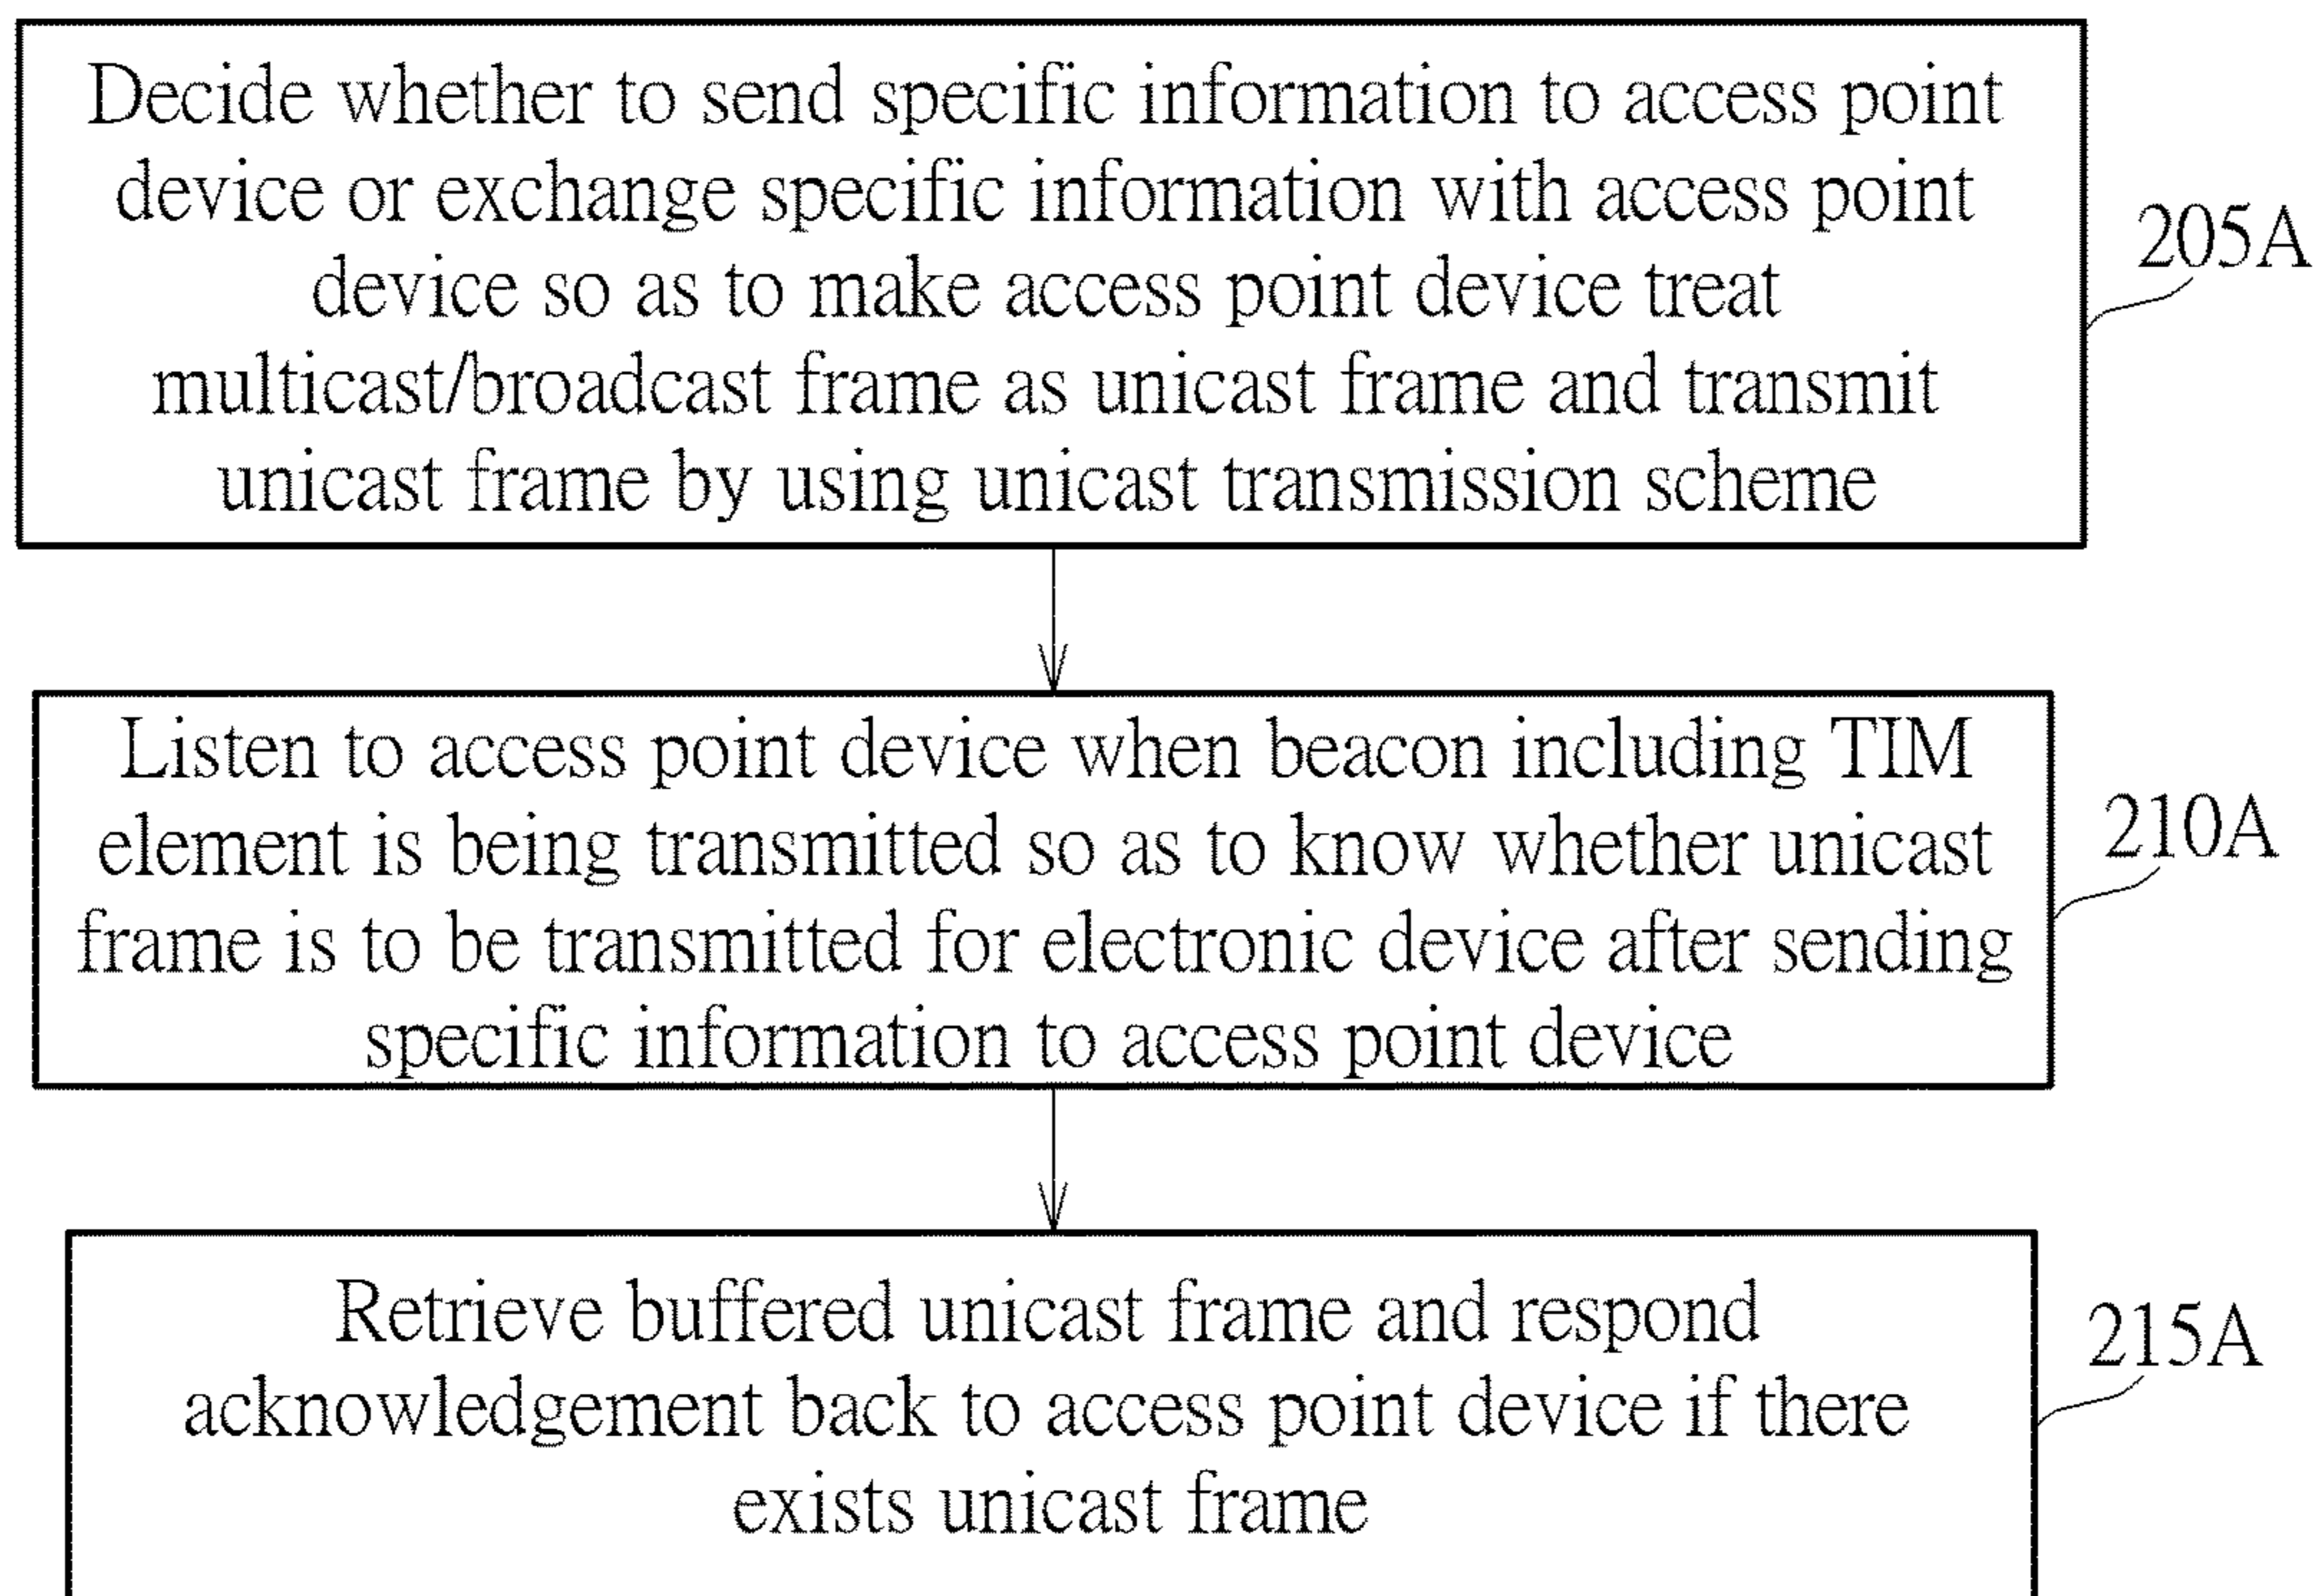 Decide whether to send specific information to access point
device or exchange specific information with access point
device so as to make access point device treat
multicast/broadcast frame as unicast frame and transmit
unicast frame by using unicast transmission scheme
205A
Listen to access point device when beacon including TIM
element is being transmitted so as to know whether unicast
frame is to be transmitted for electronic device after sending
specific information to access point device
210A
Retrieve buffered unicast frame and respond
acknowledgement back to access point device if there
exists unicast frame
215A